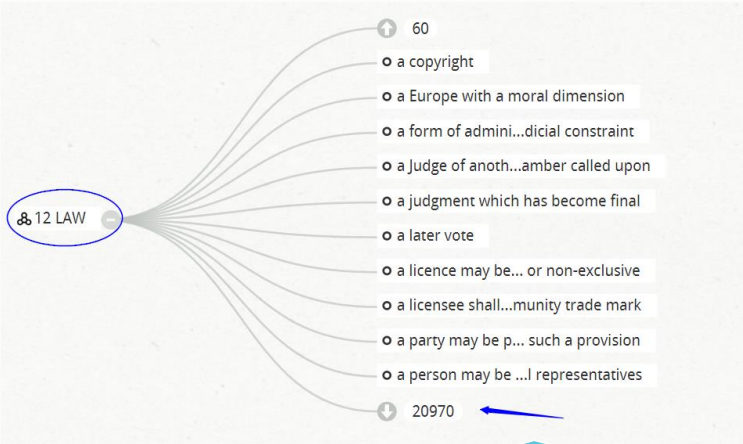 60
a copyright
a Europe with a moral dimension
a form of admini...dicial constraint
a Judge of anoth...amber called upon
a judgment which has become final
12 LAW
a later vote
a licence may be... or non-exclusive
a licensee shall...munity trade mark
a party may be p... such a provision
a person may be ...l representatives
20970